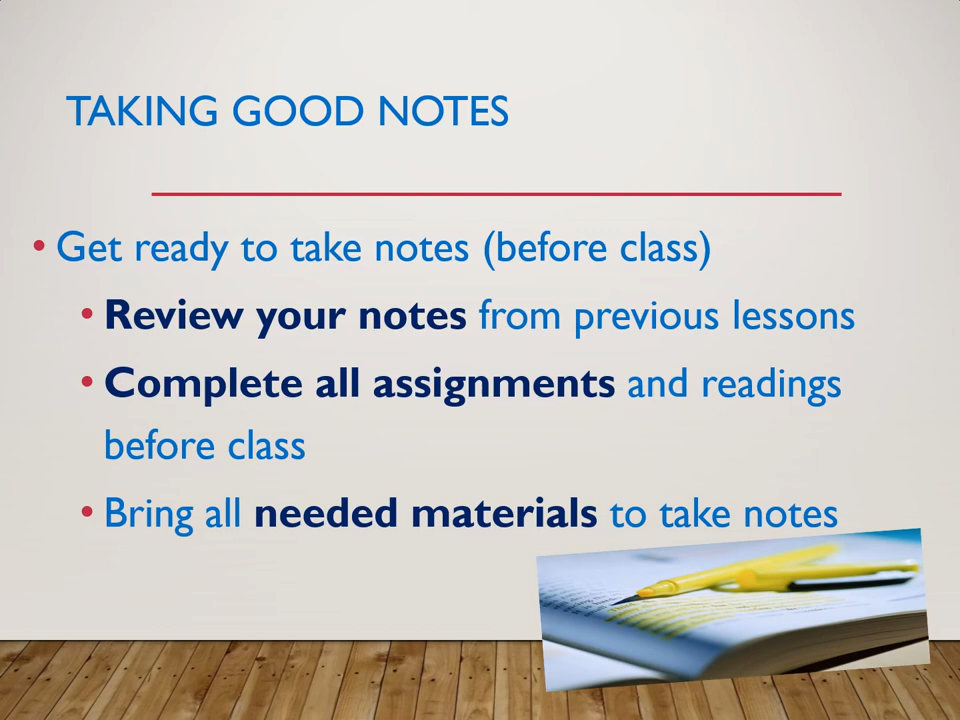 TAKING GOOD NOTES
• Get ready to take notes (before class)
• Review your notes from previous lessons
• Complete all assignments and readings
before class
• Bring all needed materials to take notes